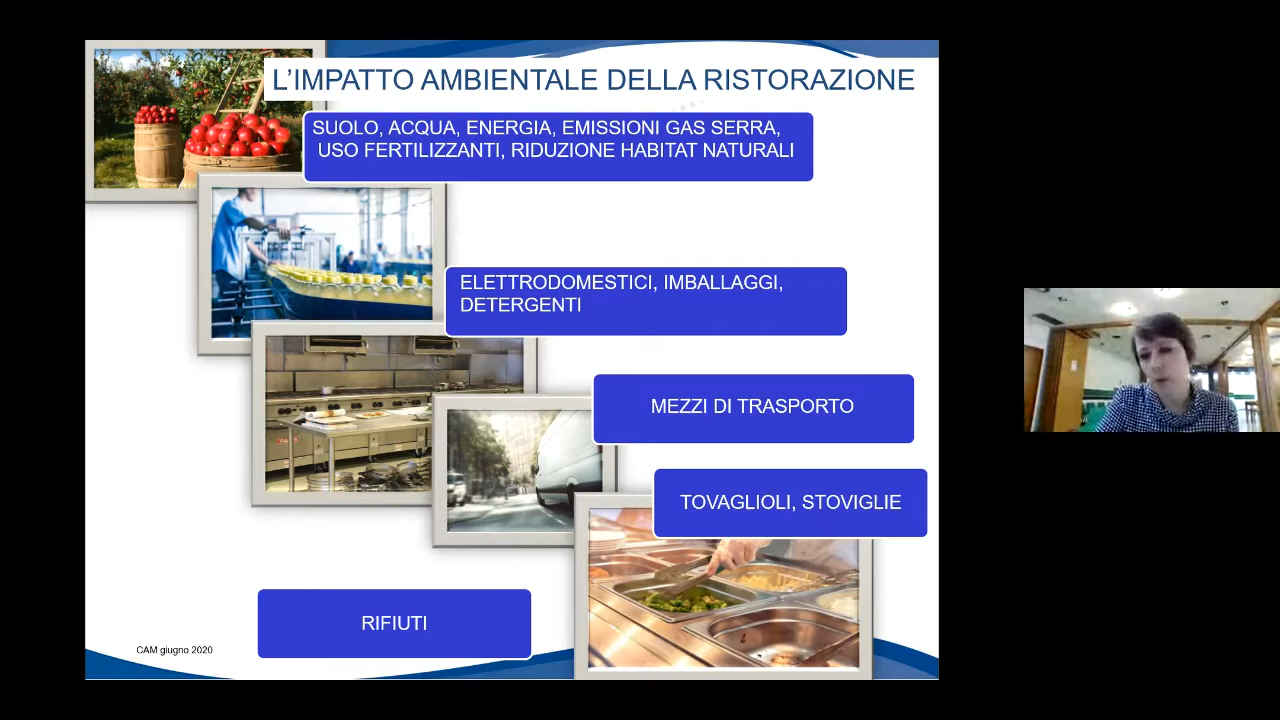 L'IMPATTO AMBIENTALE DELLA RISTORAZIONE
SUOLO, ACQUA, ENERGIA, EMISSIONI GAS SERRA,
USO FERTILIZZANTI, RIDUZIONE HABITAT NATURALI
ELETTRODOMESTICI, IMBALLAGGI,
DETERGENTI
MEZZI DI TRASPORTO
TOVAGLIOLI, STOVIGLIE
RIFIUTI
CAM giugno 2020